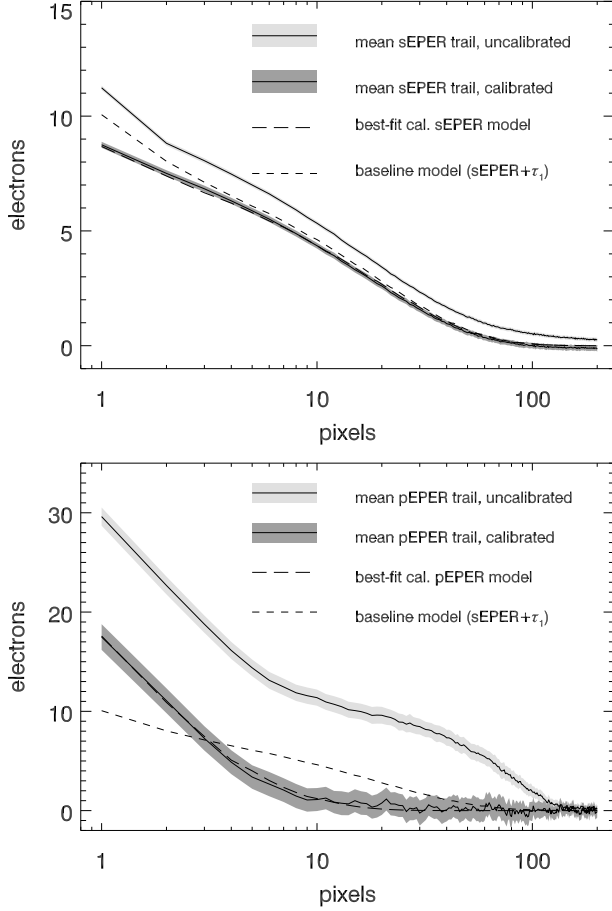 15
mean sEPER trail, uncalibrated
mean sEPER trail, calibrated
10
best-fit cal. sEPER model
baseline model (sEPER+τ1)
electrons
5
0
1 10 100
pixels
mean pEPER trail, uncalibrated
30
mean pEPER trail, calibrated
best-fit cal. pEPER model
20
baseline model (sEPER+τ1)
electrons
10
0
1 10 100
pixels